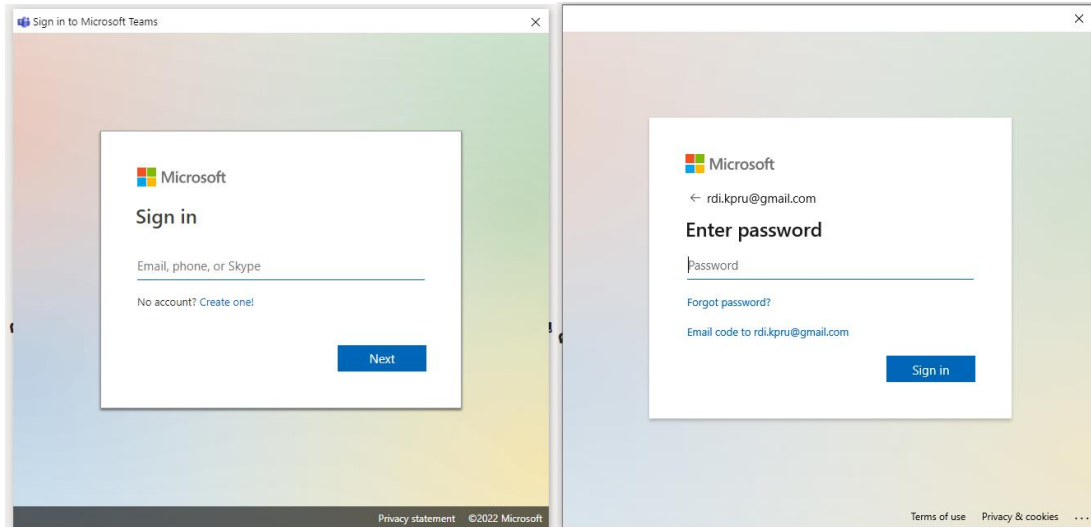 Sign in to Microsoft Teams
Microsoft
Sign in
Email, phone, or Skype
No account? Create one!
Next
Privacy statement ©2022 Microsoft
Microsoft
← rdi.kpru@gmail.com
Enter password
Password
Forgot password?
Email code to rdi.kpru@gmail.com
Sign in
Terms of use Privacy & cookies ...